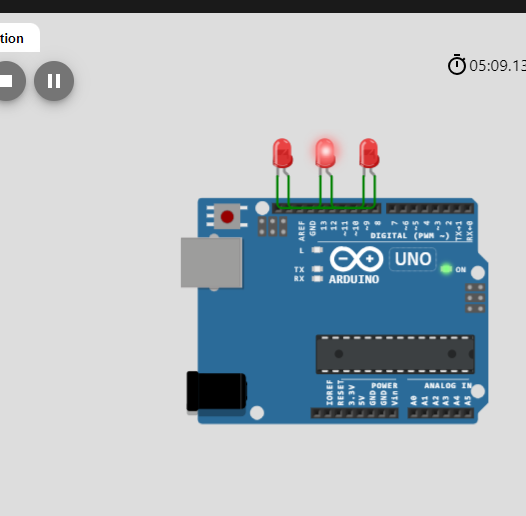 tion
05:09.13
AREF
GND
13
12
~11
~10
~9
8
7
~6
~5
4
~3
2
TX→1
RX←0
DIGITAL (PWM ~)
L
TX
RX
UNO
ON
ARDUINO
POWER
ANALOG IN
IOREF
RESET
3.3V
5V
GND
GND
Vin
A0
A1
A2
A3
A4
A5